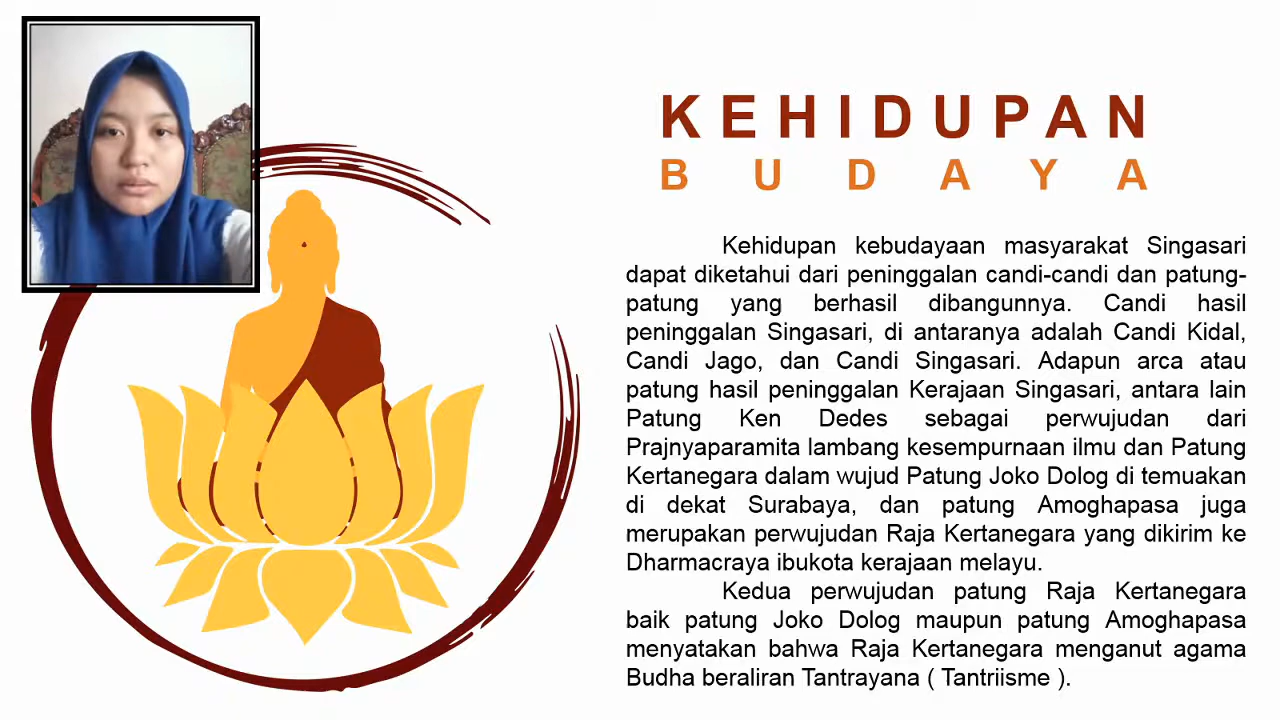 KEHIDUPAN
BUDAYA
Kehidupan kebudayaan masyarakat Singasari
dapat diketahui dari peninggalan candi-candi dan patung-
patung yang berhasil dibangunnya. Candi hasil
peninggalan Singasari, di antaranya adalah Candi Kidal,
Candi Jago, dan Candi Singasari. Adapun arca atau
patung hasil peninggalan Kerajaan Singasari, antara lain
Patung Ken Dedes sebagai perwujudan dari
Prajnyaparamita lambang kesempurnaan ilmu dan Patung
Kertanegara dalam wujud Patung Joko Dolog di temuakan
di dekat Surabaya, dan patung Amoghapasa juga
merupakan perwujudan Raja Kertanegara yang dikirim ke
Dharmacraya ibukota kerajaan melayu.
Kedua perwujudan patung Raja Kertanegara
baik patung Joko Dolog maupun patung Amoghapasa
menyatakan bahwa Raja Kertanegara menganut agama
Budha beraliran Tantrayana ( Tantriisme ).